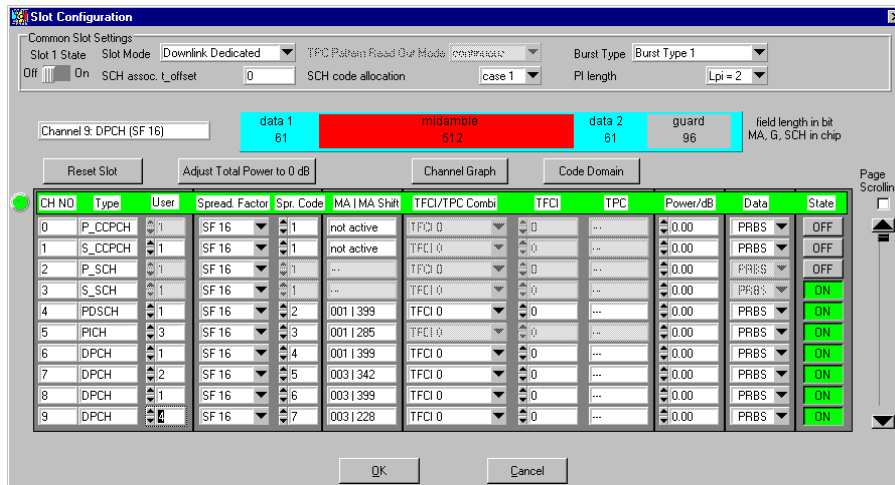 Slot Configuration
Common Slot Settings
Slot 1 State Slot Mode Downlink Dedicated TPC Pattern Read Out Mode continuous Burst Type Burst Type 1
Off On SCH assoc. t_offset 0 SCH code allocation case 1 PI length Lpi = 2
Channel 9: DPCH (SF 16) data 1 midamble data 2 guard field length in bit
61 512 61 96 MA, G, SCH in chip
Reset Slot Adjust Total Power to 0 dB Channel Graph Code Domain Page
Scrollin
CH NO Type User Spread. Factor Spr. Code MA | MA Shift TFCI/TPC Combi TFCI TPC Power/dB Data State
0 P_CCPCH 1 SF 16 1 not active TFCI 0 0 --- 0.00 PRBS OFF
1 S_CCPCH 1 SF 16 1 not active TFCI 0 0 --- 0.00 PRBS OFF
2 P_SCH 1 SF 16 1 --- TFCI 0 0 --- 0.00 PRBS OFF
3 S_SCH 1 SF 16 1 --- TFCI 0 0 --- 0.00 PRBS ON
4 PDSCH 1 SF 16 2 001 | 399 TFCI 0 0 --- 0.00 PRBS ON
5 PICH 3 SF 16 3 001 | 285 TFCI 0 0 --- 0.00 PRBS ON
6 DPCH 1 SF 16 4 001 | 399 TFCI 0 0 --- 0.00 PRBS ON
7 DPCH 2 SF 16 5 003 | 342 TFCI 0 0 --- 0.00 PRBS ON
8 DPCH 1 SF 16 6 003 | 399 TFCI 0 0 --- 0.00 PRBS ON
9 DPCH 4 SF 16 7 003 | 228 TFCI 0 0 --- 0.00 PRBS ON
OK Cancel